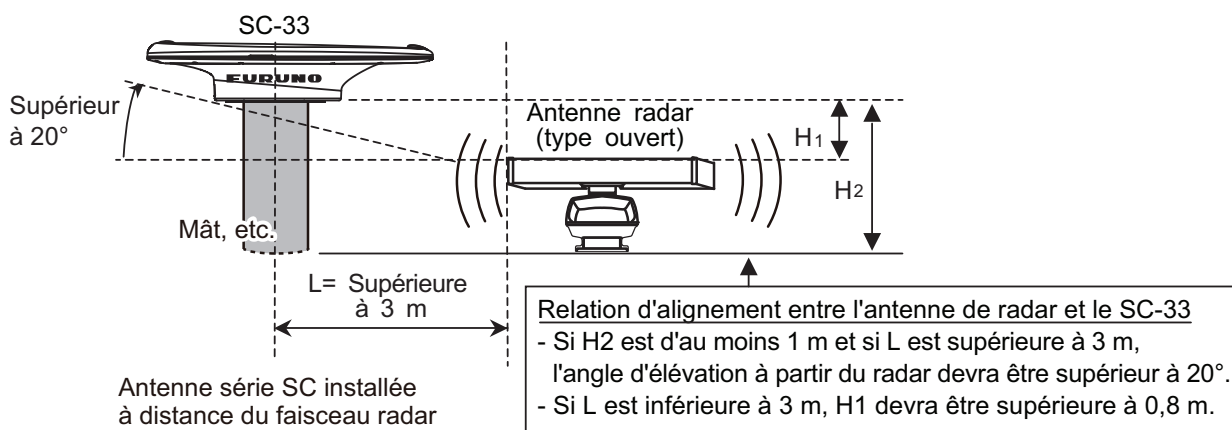 SC-33
FURUNO
Supérieur
à 20°
Antenne radar
(type ouvert)
H1
H2
Mât, etc.
L= Supérieure
à 3 m
Relation d'alignement entre l'antenne de radar et le SC-33
- Si H2 est d'au moins 1 m et si L est supérieure à 3 m,
l'angle d'élévation à partir du radar devra être supérieur à 20°.
- Si L est inférieure à 3 m, H1 devra être supérieure à 0,8 m.
Antenne série SC installée
à distance du faisceau radar